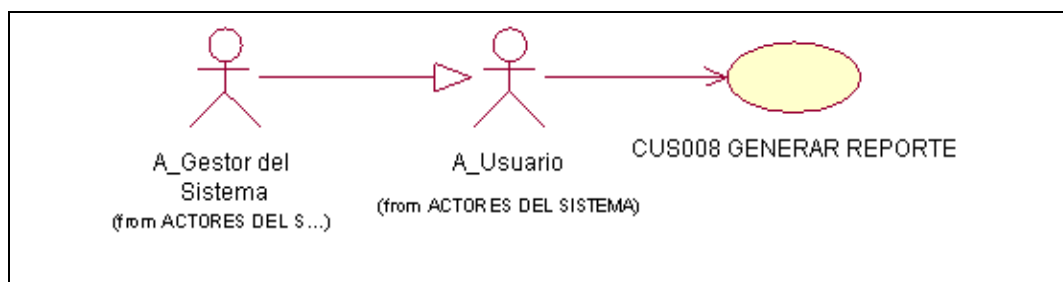 A_Gestor del
Sistema
(from ACTORES DEL S...)
A_Usuario
(from ACTORES DEL SISTEMA)
CUS008 GENERAR REPORTE